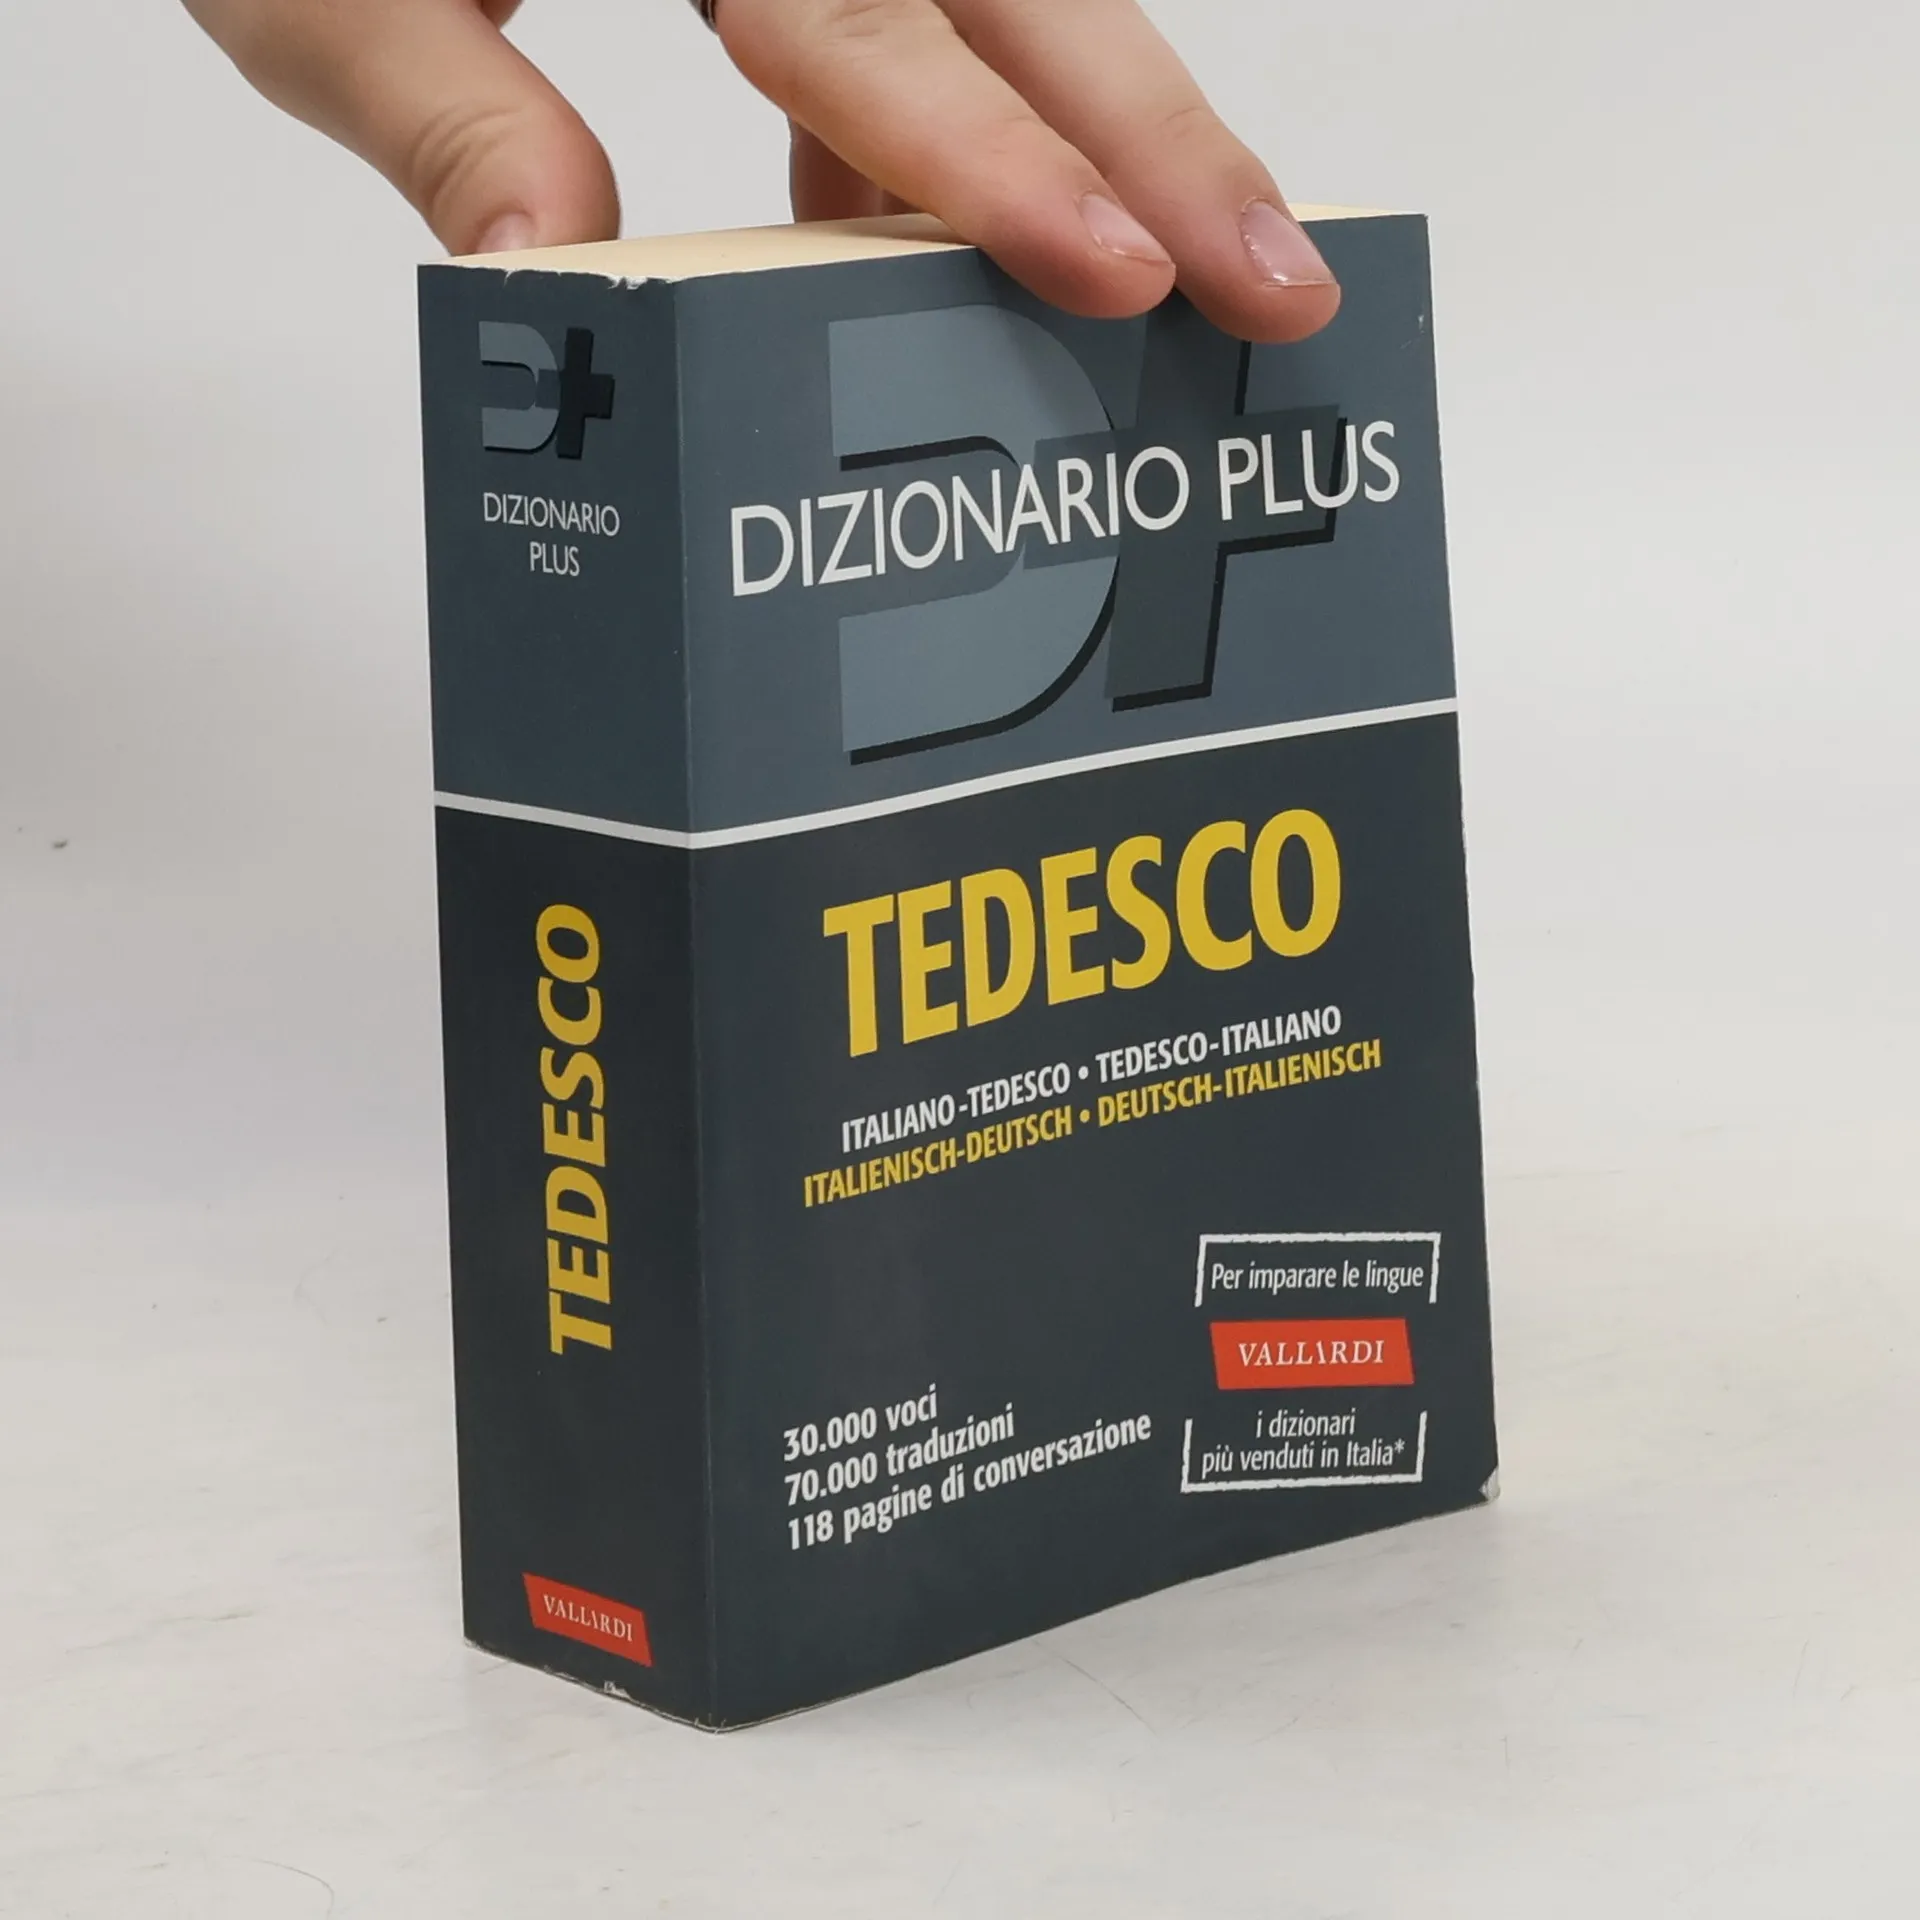 DIZIONARIO
PLUS
TEDESCO
VALLARDI
DIZIONARIO PLUS
TEDESCO
ITALIANO-TEDESCO • TEDESCO-ITALIANO
ITALIENISCH-DEUTSCH • DEUTSCH-ITALIENISCH
30.000 voci
70.000 traduzioni
118 pagine di conversazione
Per imparare le lingue
VALLARDI
i dizionari
più venduti in Italia*